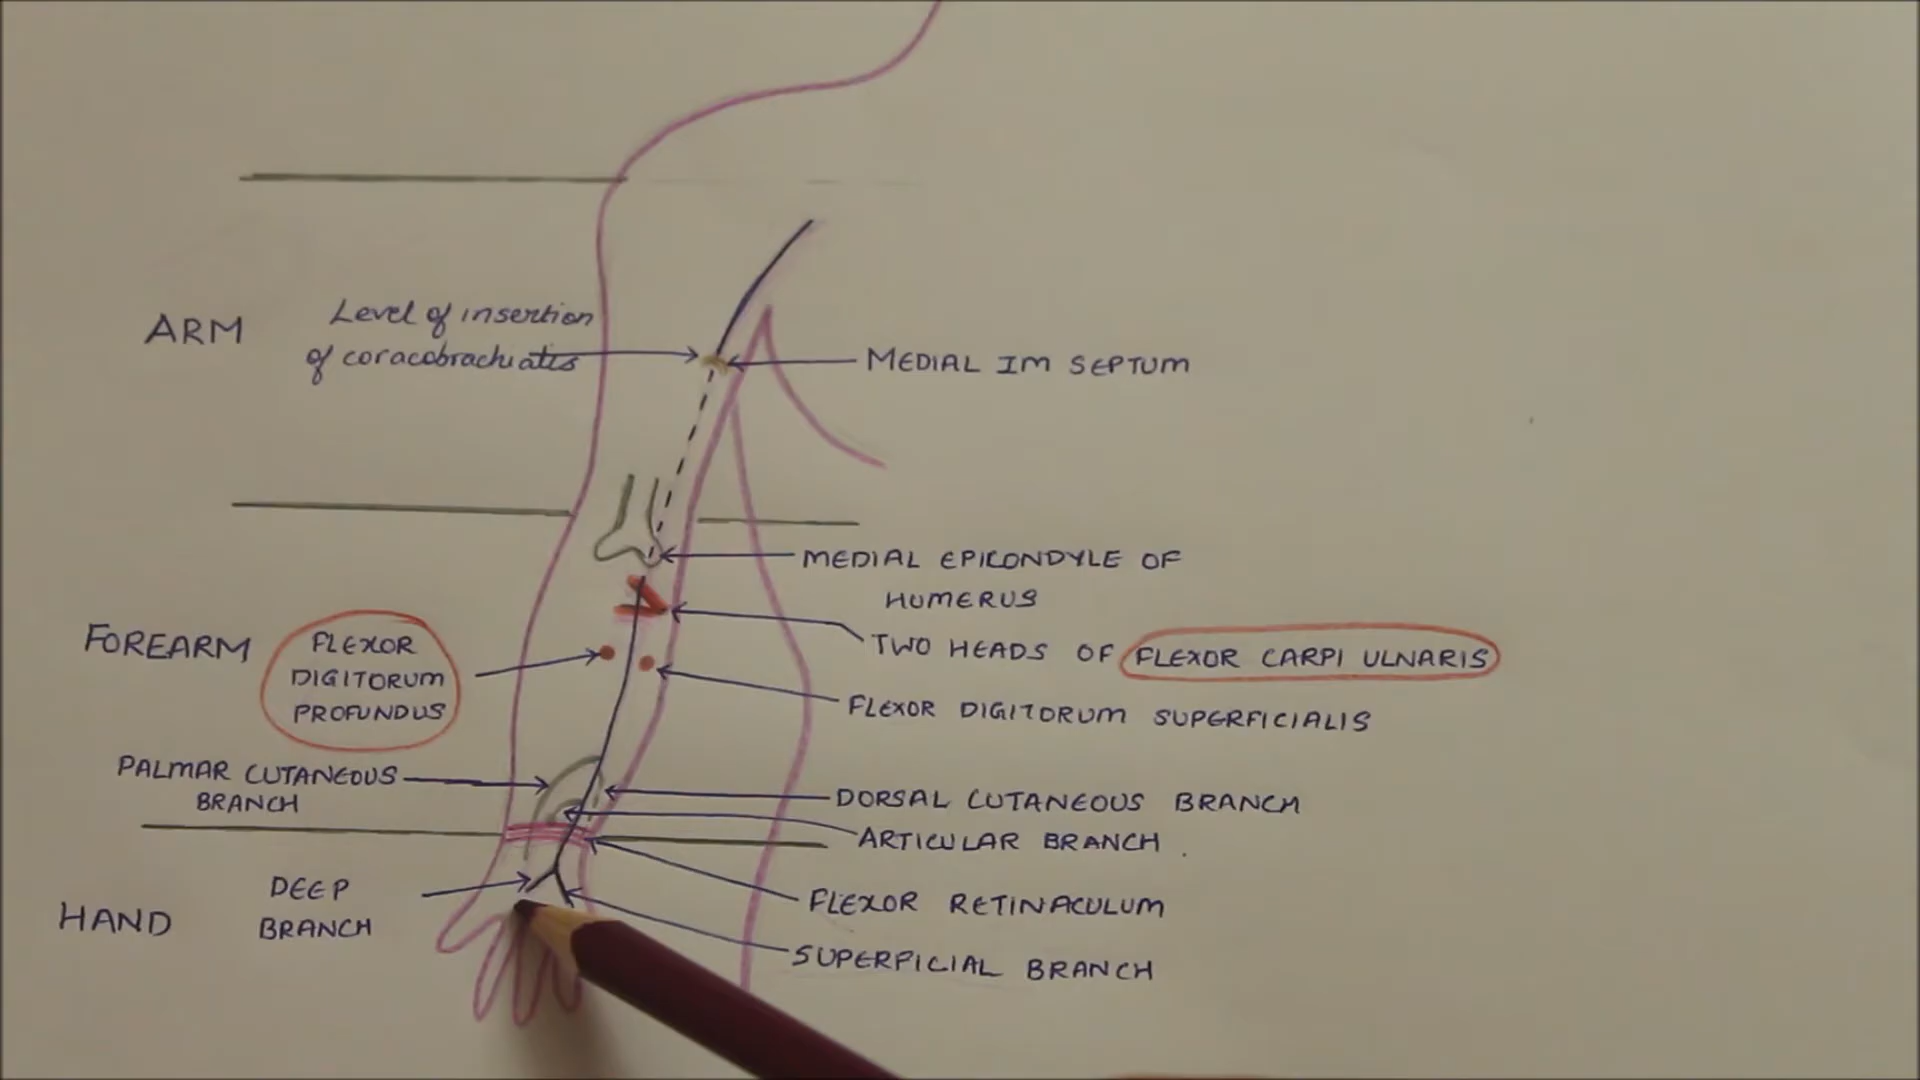 ARM
Level of insertion
of coracobrachialis
MEDIAL IM SEPTUM
MEDIAL EPICONDYLE OF
HUMERUS
FOREARM
FLEXOR
DIGITORUM
PROFUNDUS
TWO HEADS OF FLEXOR CARPI ULNARIS
FLEXOR DIGITORUM SUPERFICIALIS
PALMAR CUTANEOUS
BRANCH
DORSAL CUTANEOUS BRANCH
ARTICULAR BRANCH .
HAND
DEEP
BRANCH
FLEXOR RETINACULUM
SUPERFICIAL BRANCH